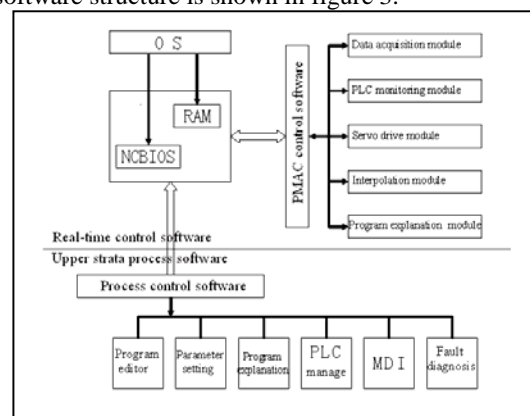 software structure is shown in figure 3.
O S
RAM
NCBIOS
PMAC control software
Data acquisition module
PLC monitoring module
Servo drive module
Interpolation module
Program explanation module
Real-time control software
Upper strata process software
Process control software
Program
editor
Parameter
setting
Program
explanation
PLC
manage
MDI
Fault
diagnosis